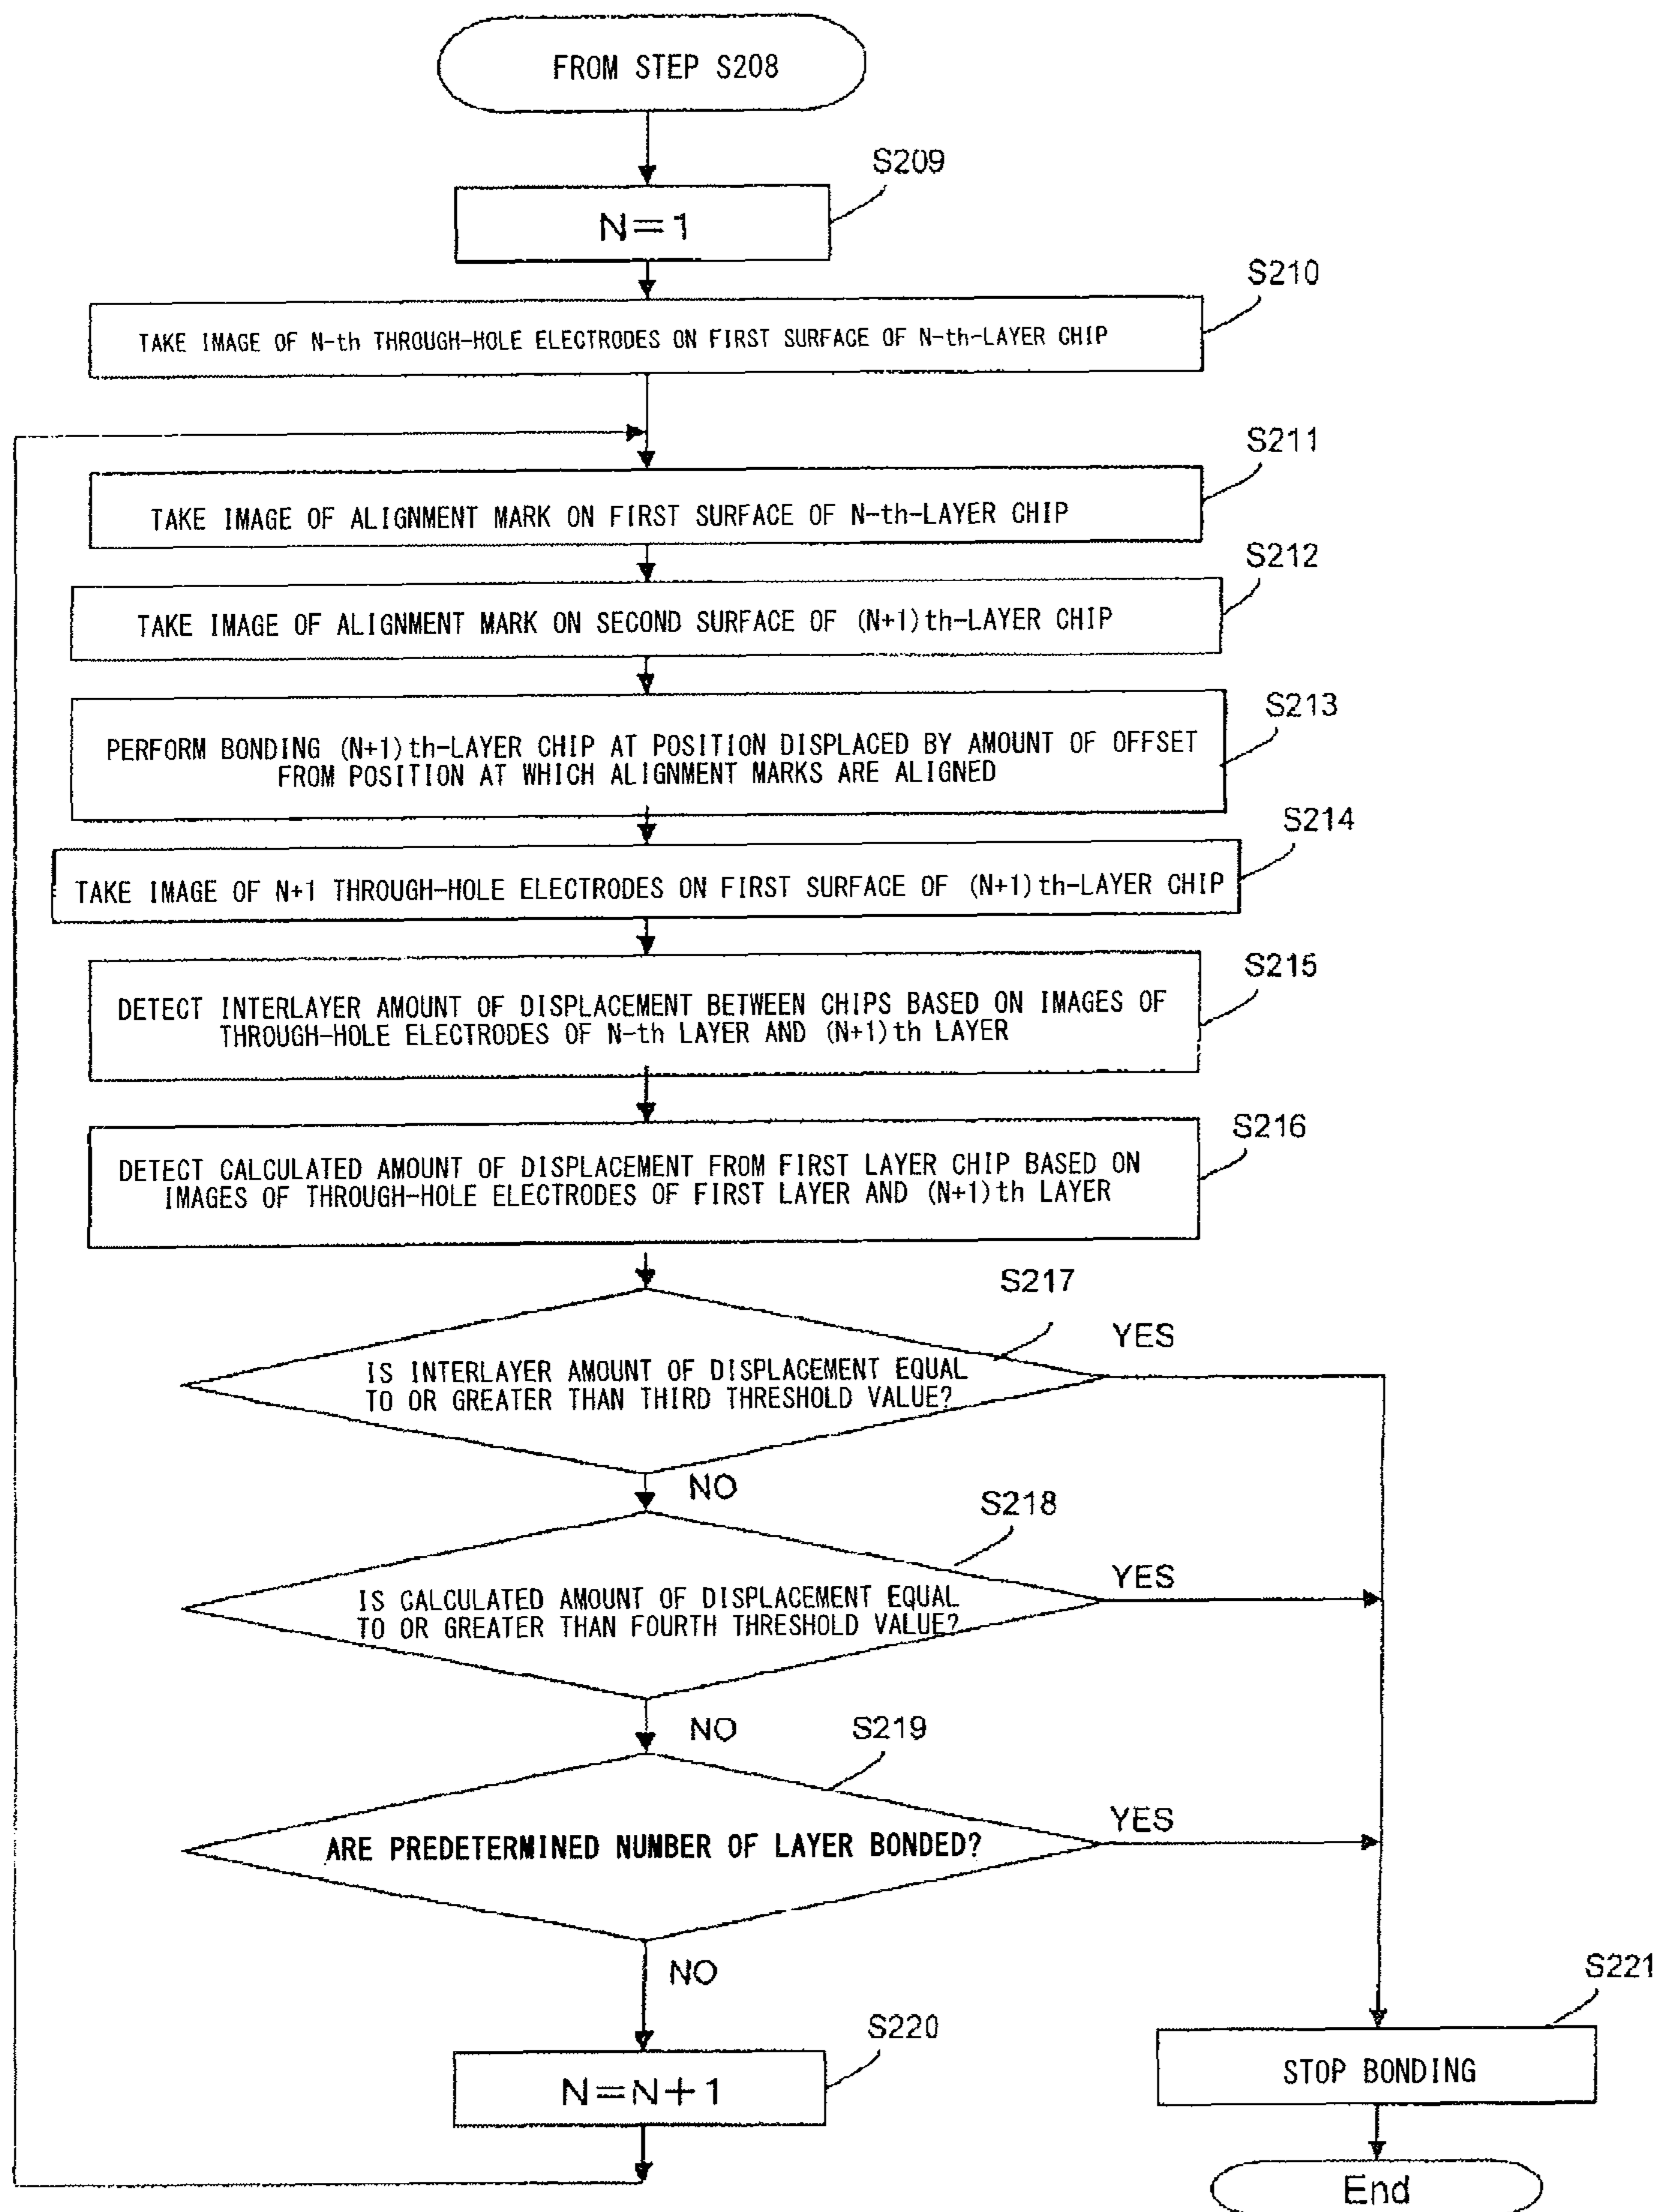 FROM STEP S208
S209
N=1
S210
TAKE IMAGE OF N-th THROUGH-HOLE ELECTRODES ON FIRST SURFACE OF N-th-LAYER CHIP
S211
TAKE IMAGE OF ALIGNMENT MARK ON FIRST SURFACE OF N-th-LAYER CHIP
S212
TAKE IMAGE OF ALIGNMENT MARK ON SECOND SURFACE OF (N+1)th-LAYER CHIP
S213
PERFORM BONDING (N+1)th-LAYER CHIP AT POSITION DISPLACED BY AMOUNT OF OFFSET
FROM POSITION AT WHICH ALIGNMENT MARKS ARE ALIGNED
S214
TAKE IMAGE OF N+1 THROUGH-HOLE ELECTRODES ON FIRST SURFACE OF (N+1)th-LAYER CHIP
S215
DETECT INTERLAYER AMOUNT OF DISPLACEMENT BETWEEN CHIPS BASED ON IMAGES OF
THROUGH-HOLE ELECTRODES OF N-th LAYER AND (N+1)th LAYER
S216
DETECT CALCULATED AMOUNT OF DISPLACEMENT FROM FIRST LAYER CHIP BASED ON
IMAGES OF THROUGH-HOLE ELECTRODES OF FIRST LAYER AND (N+1)th LAYER
S217
YES
IS INTERLAYER AMOUNT OF DISPLACEMENT EQUAL
TO OR GREATER THAN THIRD THRESHOLD VALUE?
NO
S218
YES
IS CALCULATED AMOUNT OF DISPLACEMENT EQUAL
TO OR GREATER THAN FOURTH THRESHOLD VALUE?
NO
S219
YES
ARE PREDETERMINED NUMBER OF LAYER BONDED?
NO
S220
N=N+1
S221
STOP BONDING
End